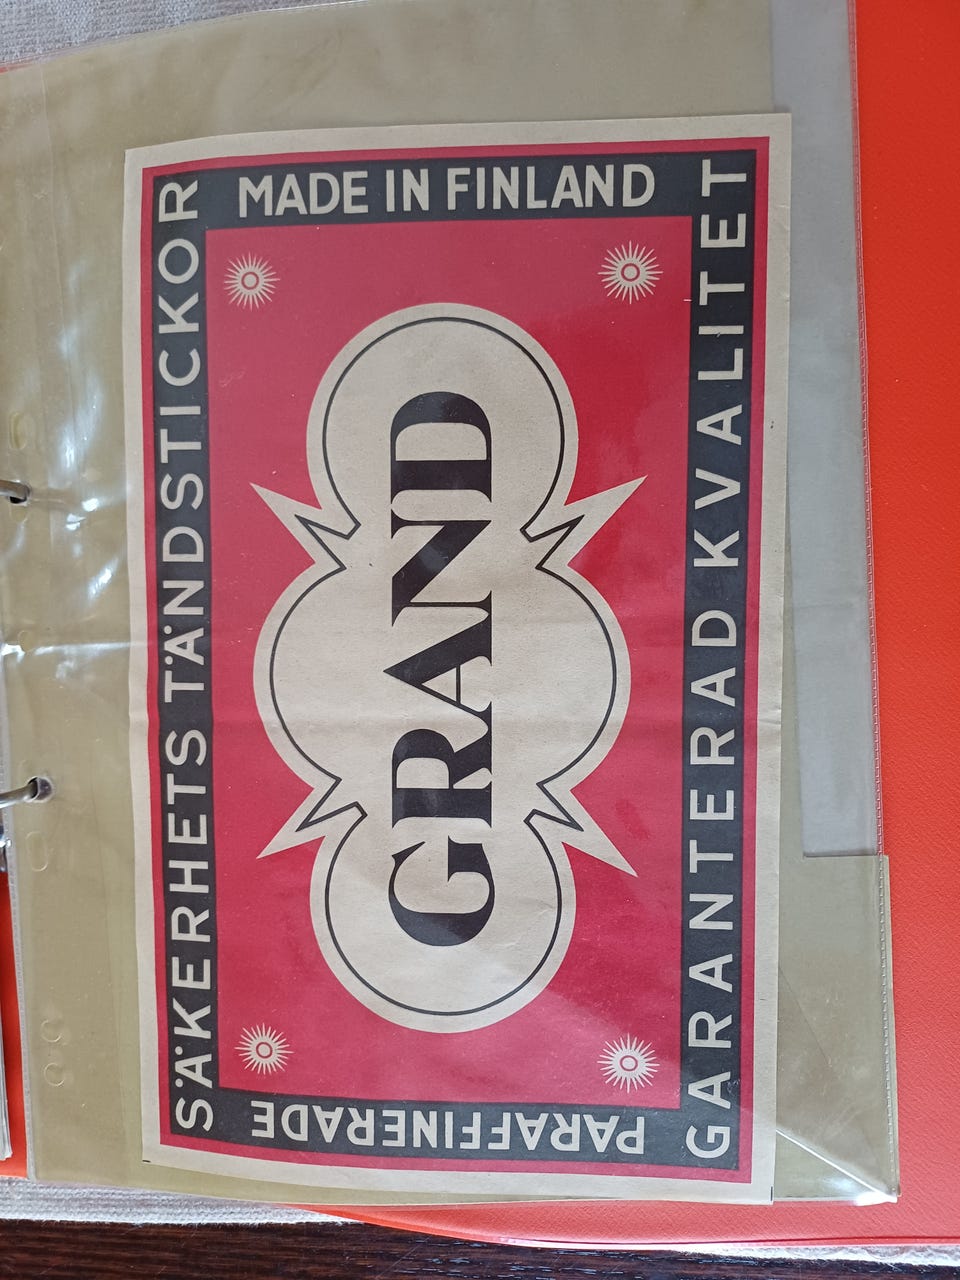 SÄKERHETS TÄNDSTICKOR
PARAFFINERADE
GRAND
MADE IN FINLAND
GARANTERAD KVALITET